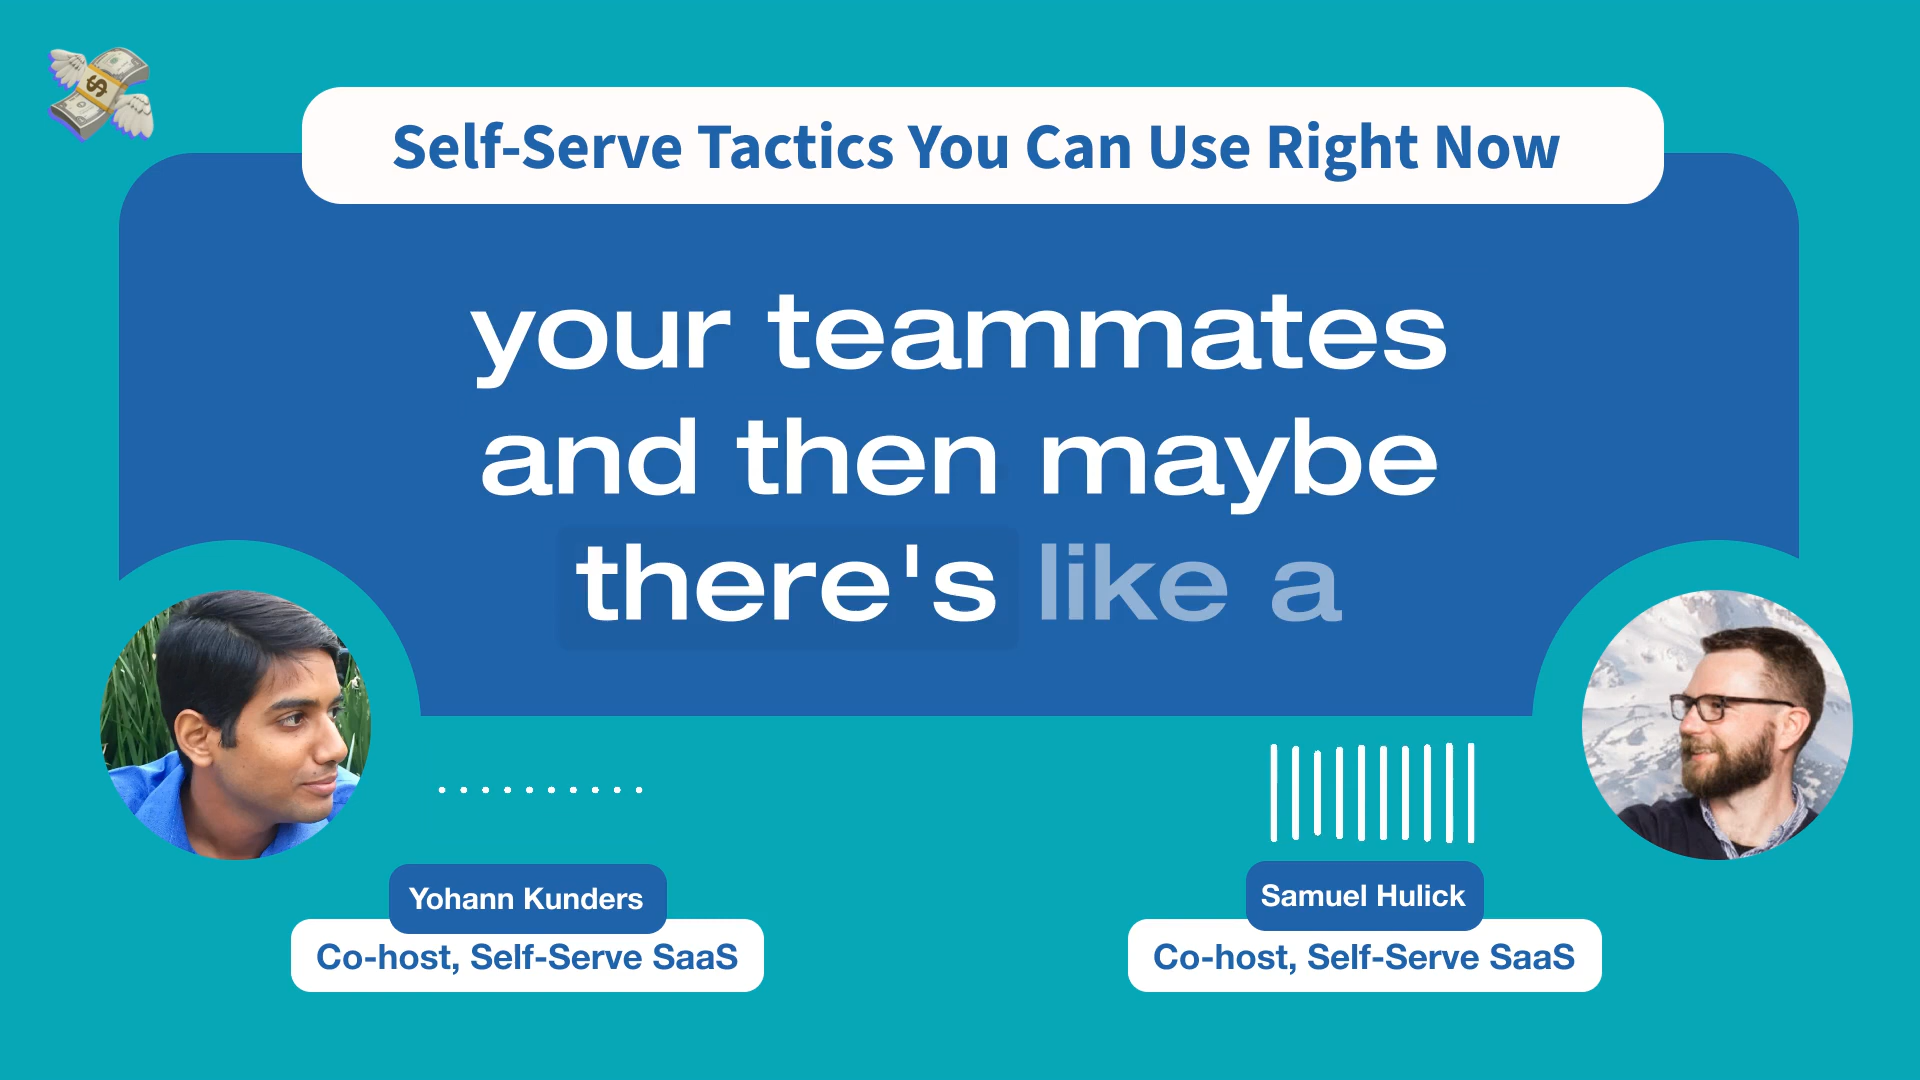 Self-Serve Tactics You Can Use Right Now
your teammates
and then maybe
there's like a
Yohann Kunders
Co-host, Self-Serve SaaS
Samuel Hulick
Co-host, Self-Serve SaaS